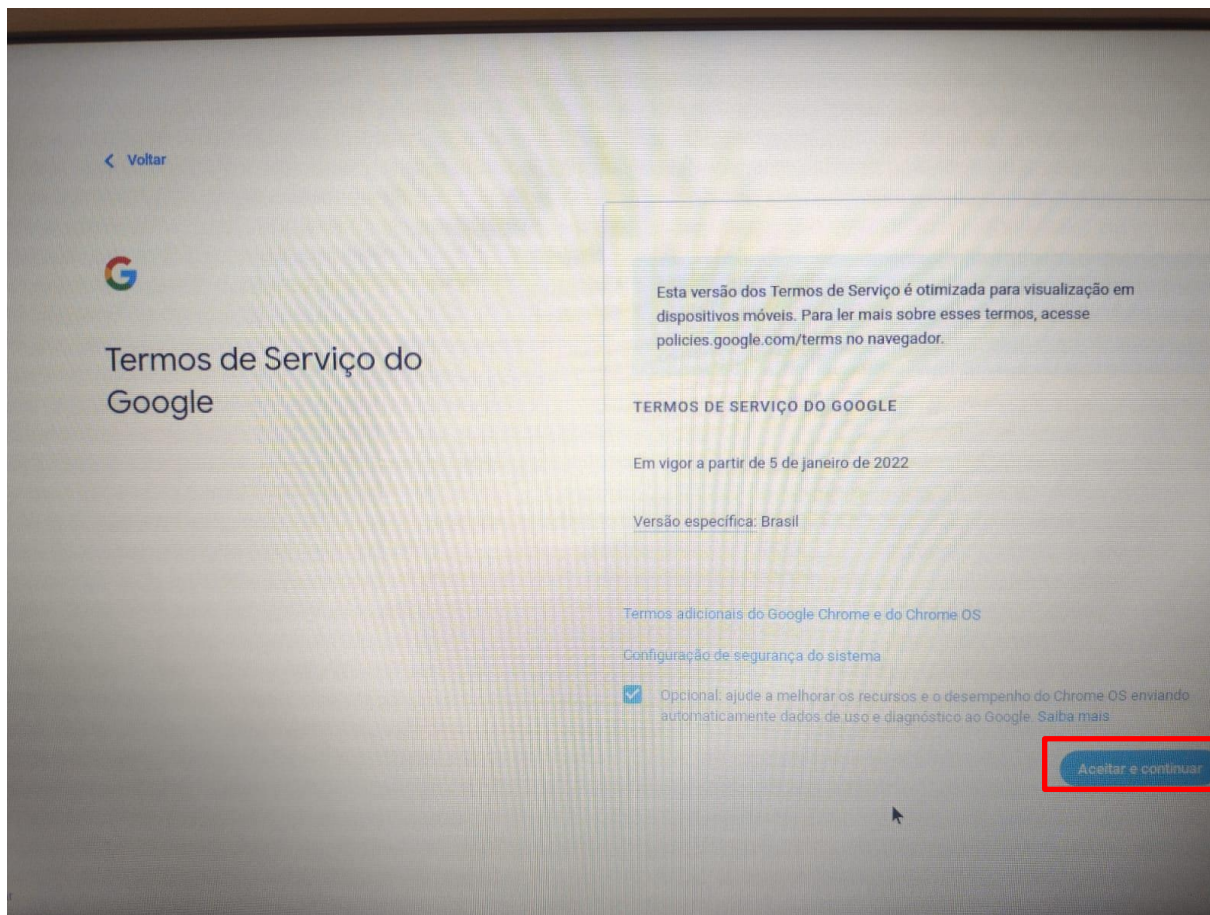 Voltar
Termos de Serviço do
Google
Esta versão dos Termos de Serviço é otimizada para visualização em
dispositivos móveis. Para ler mais sobre esses termos, acesse
policies.google.com/terms no navegador.
TERMOS DE SERVIÇO DO GOOGLE
Em vigor a partir de 5 de janeiro de 2022
Versão específica: Brasil
Termos adicionais do Google Chrome e do Chrome OS
Configuração de segurança do sistema
Opcional: ajude a melhorar os recursos e o desempenho do Chrome OS enviando
automaticamente dados de uso e diagnóstico ao Google. Saiba mais
Aceitar e continuar